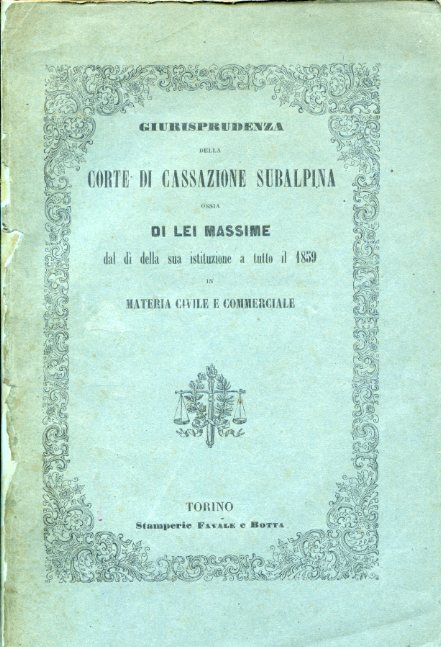 GIURISPRUDENZA
DELLA
CORTE DI CASSAZIONE SUBALPINA
OSSIA
DI LEI MASSIME
dal dì della sua istituzione a tutto il 1859
IN
MATERIA CIVILE E COMMERCIALE
TORINO
Stamperie FAVALE e BOTTA